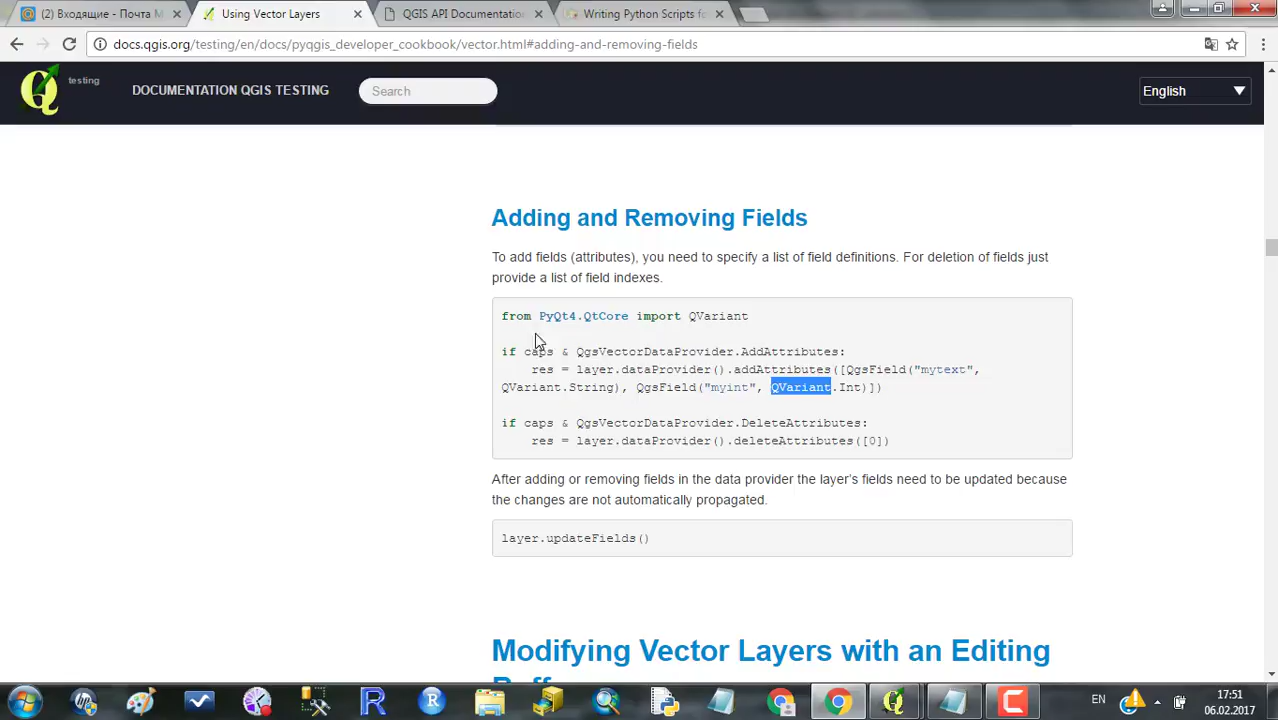 (2) Входящие - Почта M
Using Vector Layers
QGIS API Documentation
Writing Python Scripts fo
docs.qgis.org/testing/en/docs/pyqgis_developer_cookbook/vector.html#adding-and-removing-fields
testing
DOCUMENTATION QGIS TESTING
Search
English
Adding and Removing Fields
To add fields (attributes), you need to specify a list of field definitions. For deletion of fields just
provide a list of field indexes.
from PyQt4.QtCore import QVariant
if caps & QgsVectorDataProvider.AddAttributes:
res = layer.dataProvider().addAttributes([QgsField("mytext",
QVariant.String), QgsField("myint", QVariant.Int)])
if caps & QgsVectorDataProvider.DeleteAttributes:
res = layer.dataProvider().deleteAttributes([0])
After adding or removing fields in the data provider the layer's fields need to be updated because
the changes are not automatically propagated.
layer.updateFields()
Modifying Vector Layers with an Editing
EN
17:51
06.02.2017